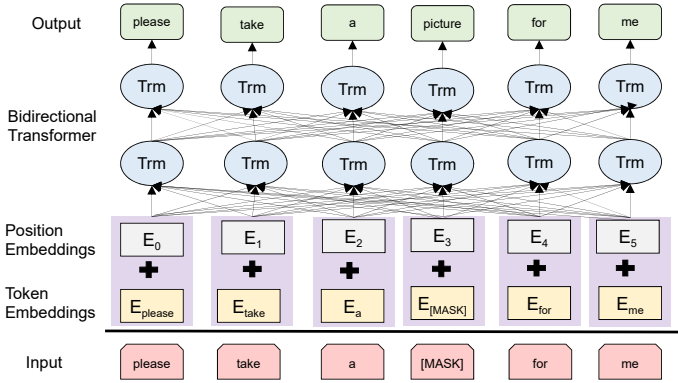 Output please take a picture for me
Trm Trm Trm Trm Trm Trm
Bidirectional
Transformer
Trm Trm Trm Trm Trm Trm
Position
Embeddings
E0 E1 E2 E3 E4 E5
+ + + + + +
Token
Embeddings
Eplease Etake Ea E[MASK] Efor Eme
Input please take a [MASK] for me